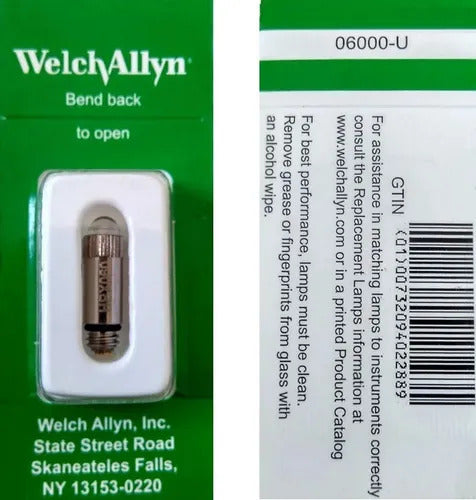 WelchAllyn
Bend back
to open
Welch Allyn, Inc.
State Street Road
Skaneateles Falls,
NY 13153-0220
06000-U
For assistance in matching lamps to instruments correctly
consult the Replacement Lamps information at
www.welchallyn.com or in a printed Product Catalog
For best performance, lamps must be clean.
Remove grease or fingerprints from glass with
an alcohol wipe.
GTIN
(01)00732094022889